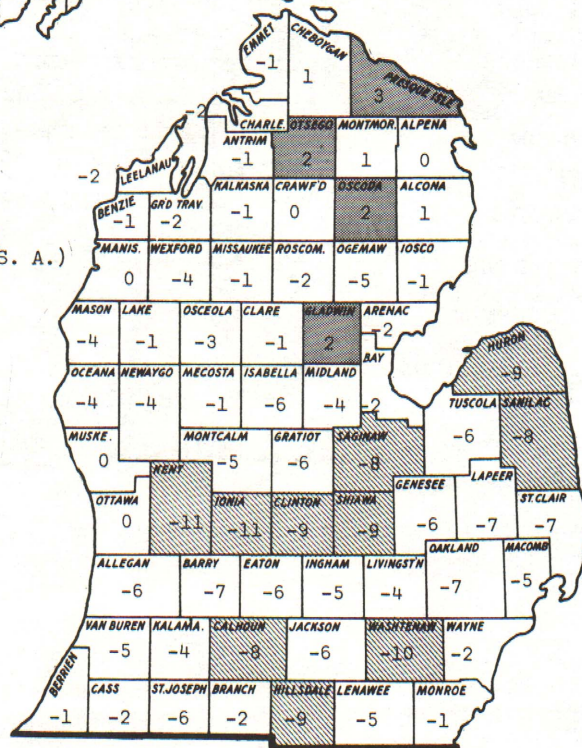 EMMET
-1
CHEBOYGAN
1
PRESQUE ISLE
3
-2
CHARLE.
OTSEGO
2
MONTMOR.
1
ALPENA
0
ANTRIM
-1
-2
LEELANAU
BENZIE
-1
GR'D TRAV.
-2
KALKASKA
-1
CRAWF'D
0
OSCODA
2
ALCONA
1
S. A.)
MANIS.
0
WEXFORD
-4
MISSAUKEE
-1
ROSCOM.
-2
OGEMAW
-5
IOSCO
-1
MASON
-4
LAKE
-1
OSCEOLA
-3
CLARE
-1
GLADWIN
2
ARENAC
-2
HURON
-9
BAY
-2
OCEANA
-4
NEWAYGO
-4
MECOSTA
-1
ISABELLA
-6
MIDLAND
-4
TUSCOLA
-6
SANILAC
-8
MUSKE.
0
MONTCALM
-5
GRATIOT
-6
SAGINAW
-8
KENT
-11
OTTAWA
0
IONIA
-11
CLINTON
-9
SHIAWA
-9
GENESEE
-6
LAPEER
-7
ST.CLAIR
-7
ALLEGAN
-6
BARRY
-7
EATON
-6
INGHAM
-5
LIVINGST'N
-4
OAKLAND
-7
MACOMB
-5
VAN BUREN
-5
KALAMA.
-4
CALHOUN
-8
JACKSON
-6
WASHTENAW
-10
WAYNE
-2
BERRIEN
-1
CASS
-2
ST.JOSEPH
-6
BRANCH
-2
HILLSDALE
-9
LENAWEE
-5
MONROE
-1